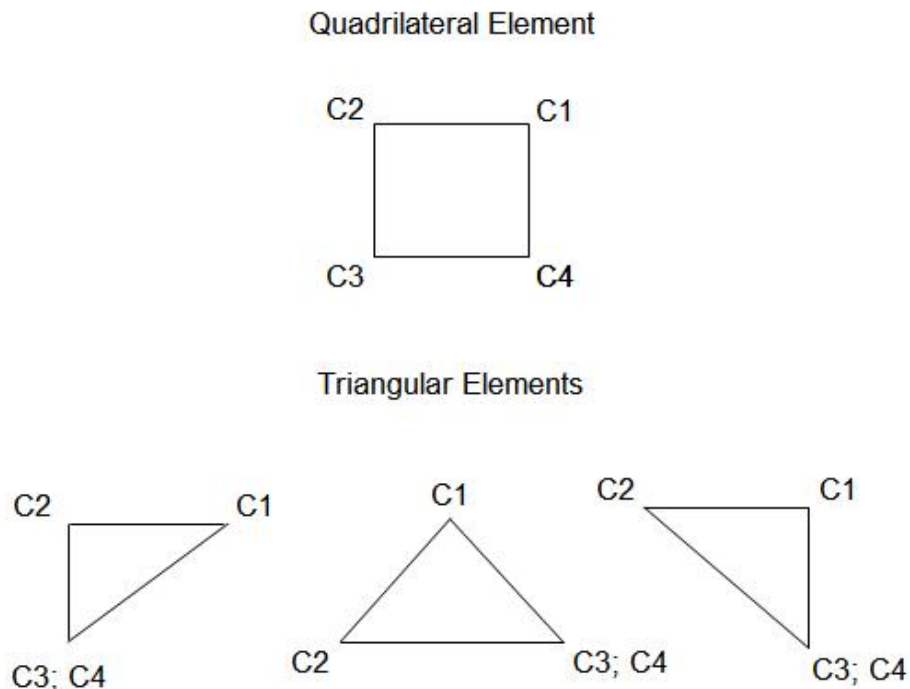 Quadrilateral Element
C2 C1
C3 C4
Triangular Elements
C2 C1 C1 C2 C1
C3; C4 C2 C3; C4 C3; C4